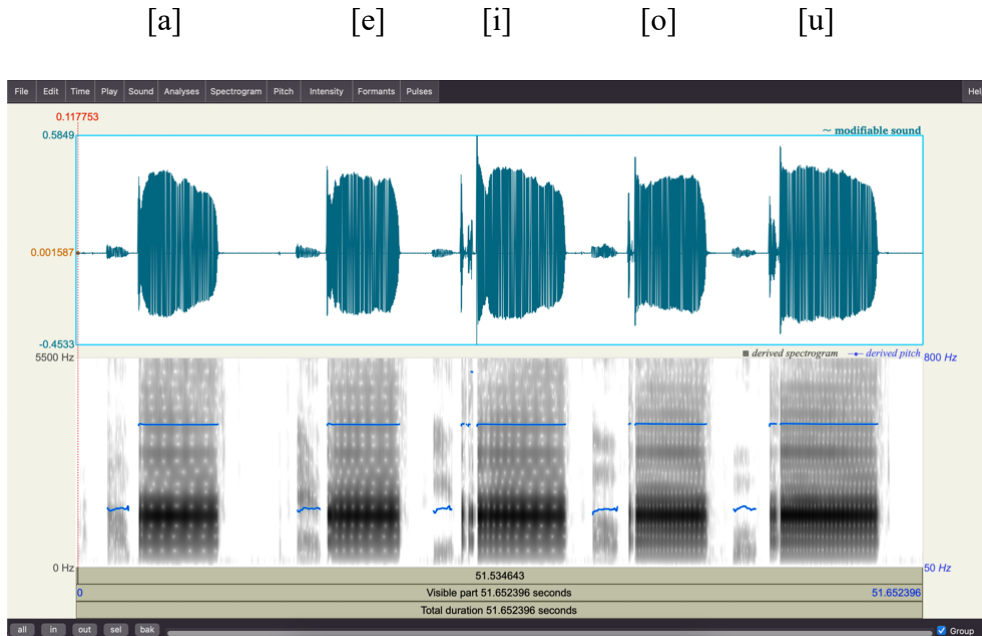 [a] [e] [i] [o] [u]
File Edit Time Play Sound Analyses Spectrogram Pitch Intensity Formants Pulses Hel
0.117753
0.5849
~ modifiable sound
0.001587
-0.4533
5500 Hz
derived spectrogram derived pitch 800 Hz
0 Hz
50 Hz
51.534643
0 Visible part 51.652396 seconds 51.652396
Total duration 51.652396 seconds
all in out sel bak Group